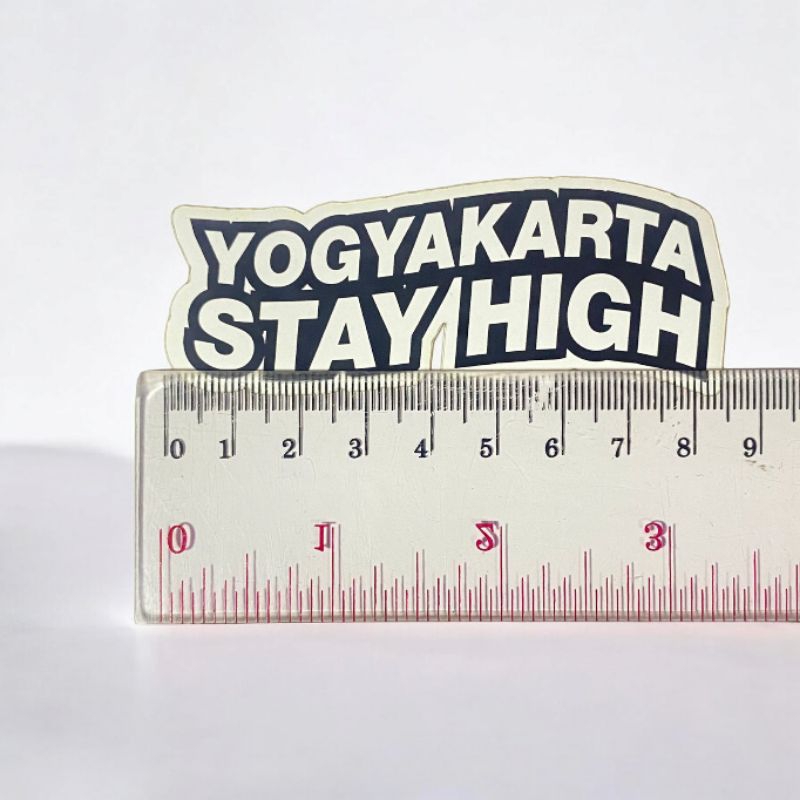 YOGYAKARTA
STAY HIGH
0 1 2 3 4 5 6 7 8 9
0 1 2 3